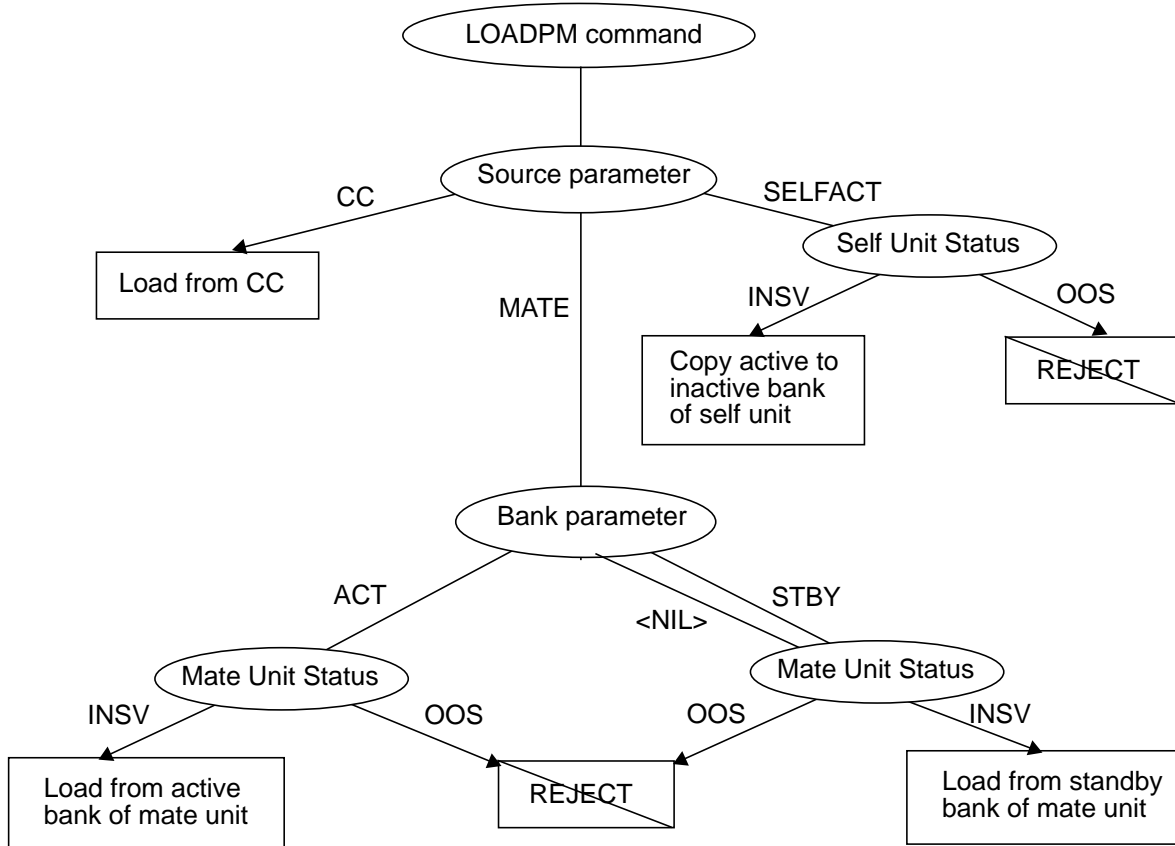 LOADPM command
Source parameter
CC
SELFACT
Self Unit Status
Load from CC
MATE
INSV
OOS
Copy active to
inactive bank
of self unit
REJECT
Bank parameter
ACT
STBY
<NIL>
Mate Unit Status
Mate Unit Status
INSV
OOS
OOS
INSV
Load from active
bank of mate unit
REJECT
Load from standby
bank of mate unit